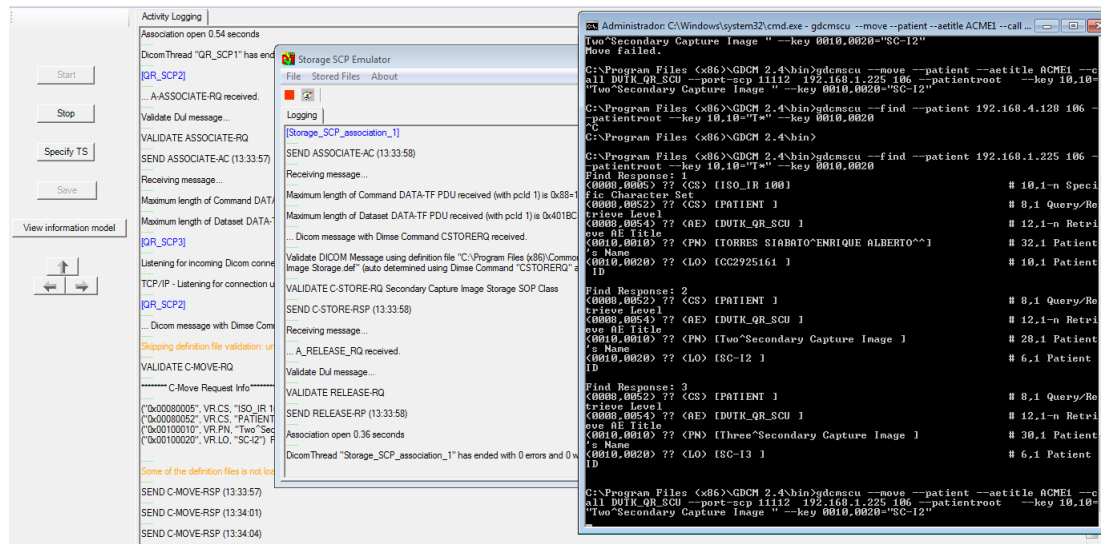 Activity Logging
Association open 0.54 seconds
DicomThread "QR_SCP1" has end
[QR_SCP2]
... A-ASSOCIATE-RQ received.
Validate Dul message...
VALIDATE ASSOCIATE-RQ
SEND ASSOCIATE-AC (13:33:57)
Receiving message...
Maximum length of Command DATA
Maximum length of Dataset DATA-T
[QR_SCP3]
Listening for incoming Dicom conne
TCP/IP - Listening for connection u
[QR_SCP2]
... Dicom message with Dimse Com
Skipping definition file validation: un
VALIDATE C-MOVE-RQ
******** C-Move Request Info********
("0x00080005", VR.CS, "ISO_IR 1
("0x00080052", VR.CS, "PATIENT
("0x00100010", VR.PN, "Two^Sec
("0x00100020", VR.LO, "SC-I2") F
Some of the definition files is not loa
SEND C-MOVE-RSP (13:33:57)
SEND C-MOVE-RSP (13:34:01)
SEND C-MOVE-RSP (13:34:04)
Start
Stop
Specify TS
Save
View information model
Storage SCP Emulator
File Stored Files About
Logging
[Storage_SCP_association_1]
SEND ASSOCIATE-AC (13:33:58)
Receiving message...
Maximum length of Command DATA-TF PDU received (with pcId 1) is 0x88=1
Maximum length of Dataset DATA-TF PDU received (with pcId 1) is 0x401BC
... Dicom message with Dimse Command CSTORERQ received.
Validate DICOM Message using definition file "C:\Program Files (x86)\Commo
Image Storage.def" (auto detemined using Dimse Command "CSTORERQ" a
VALIDATE C-STORE-RQ Secondary Capture Image Storage SOP Class
SEND C-STORE-RSP (13:33:58)
Receiving message...
... A_RELEASE_RQ received.
Validate Dul message...
VALIDATE RELEASE-RQ
SEND RELEASE-RP (13:33:58)
Association open 0.36 seconds
DicomThread "Storage_SCP_association_1" has ended with 0 errors and 0 w
Administrador: C:\Windows\system32\cmd.exe - gdcmscu --move --patient --aetitle ACME1 --call ...
Two^Secondary Capture Image " --key 0010,0020="SC-I2"
Move failed.
C:\Program Files (x86)\GDCM 2.4\bin>gdcmscu --move --patient --aetitle ACME1 --c
all DVTK_QR_SCU --port-scp 11112 192.168.1.225 106 --patientroot --key 10,10=
"Two^Secondary Capture Image " --key 0010,0020="SC-I2"
C:\Program Files (x86)\GDCM 2.4\bin>gdcmscu --find --patient 192.168.4.128 106 -
-patientroot --key 10,10="T*" --key 0010,0020
^C
C:\Program Files (x86)\GDCM 2.4\bin>
C:\Program Files (x86)\GDCM 2.4\bin>gdcmscu --find --patient 192.168.1.225 106 -
-patientroot --key 10,10="T*" --key 0010,0020
Find Response: 1
(0008,0005) ?? (CS) [ISO_IR 100] # 10,1-n Speci
fic Character Set
(0008,0052) ?? (CS) [PATIENT ] # 8,1 Query/Re
trieve Level
(0008,0054) ?? (AE) [DVTK_QR_SCU ] # 12,1-n Retri
eve AE Title
(0010,0010) ?? (PN) [TORRES SIABATO^ENRIQUE ALBERTO^^] # 32,1 Patient
's Name
(0010,0020) ?? (LO) [CC2925161 ] # 10,1 Patient
ID
Find Response: 2
(0008,0052) ?? (CS) [PATIENT ] # 8,1 Query/Re
trieve Level
(0008,0054) ?? (AE) [DVTK_QR_SCU ] # 12,1-n Retri
eve AE Title
(0010,0010) ?? (PN) [Two^Secondary Capture Image ] # 28,1 Patient
's Name
(0010,0020) ?? (LO) [SC-I2 ] # 6,1 Patient
ID
Find Response: 3
(0008,0052) ?? (CS) [PATIENT ] # 8,1 Query/Re
trieve Level
(0008,0054) ?? (AE) [DVTK_QR_SCU ] # 12,1-n Retri
eve AE Title
(0010,0010) ?? (PN) [Three^Secondary Capture Image ] # 30,1 Patient
's Name
(0010,0020) ?? (LO) [SC-I3 ] # 6,1 Patient
ID
C:\Program Files (x86)\GDCM 2.4\bin>gdcmscu --move --patient --aetitle ACME1 --c
all DVTK_QR_SCU --port-scp 11112 192.168.1.225 106 --patientroot --key 10,10=
"Two^Secondary Capture Image " --key 0010,0020="SC-I2"